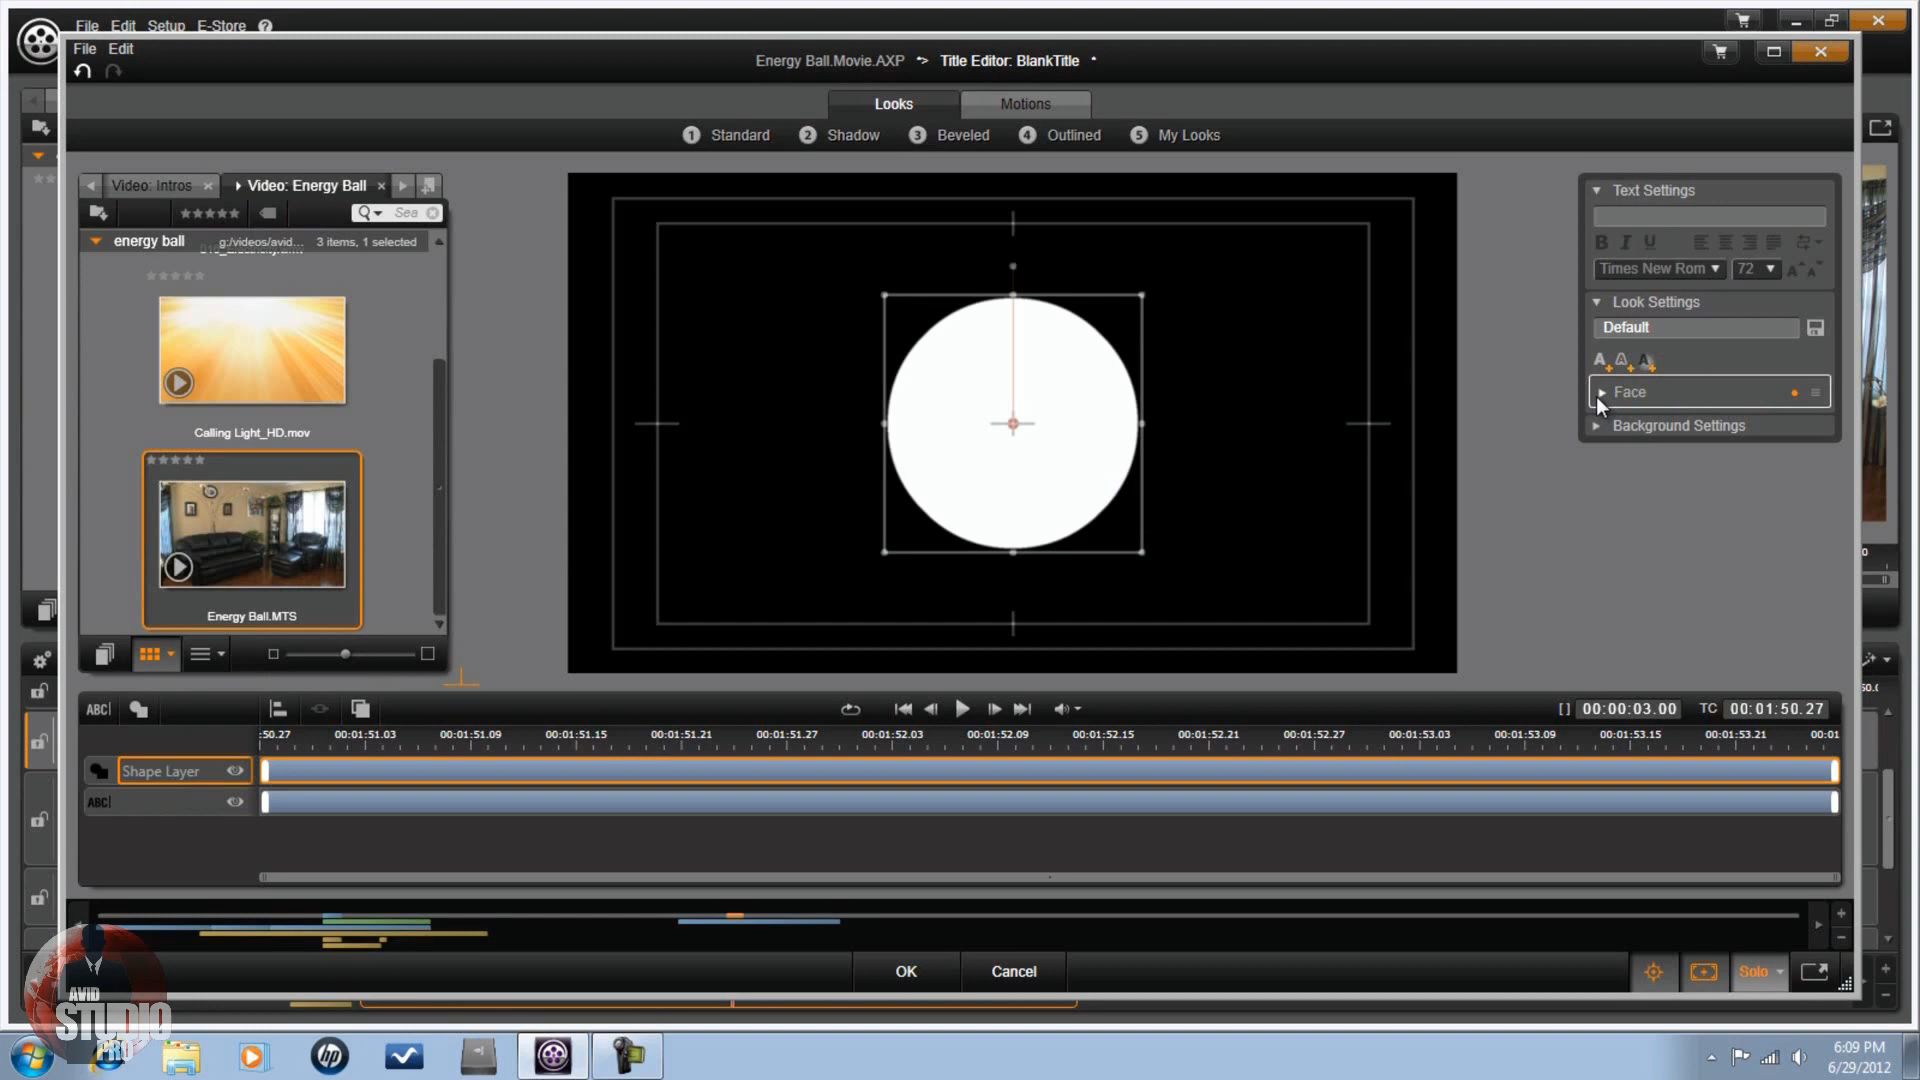 File Edit Setup E-Store ?
File Edit
Energy Ball.Movie.AXP -> Title Editor: BlankTitle *
Looks Motions
1 Standard 2 Shadow 3 Beveled 4 Outlined 5 My Looks
Video: Intros × Video: Energy Ball ×
Sea
energy ball g:/videos/avid... 3 items, 1 selected
Calling Light_HD.mov
Energy Ball.MTS
Text Settings
B I U
Times New Rom 72
Look Settings
Default
Face
Background Settings
ABC [] 00:00:03.00 TC 00:01:50.27
:50.27 00:01:51.03 00:01:51.09 00:01:51.15 00:01:51.21 00:01:51.27 00:01:52.03 00:01:52.09 00:01:52.15 00:01:52.21 00:01:52.27 00:01:53.03 00:01:53.09 00:01:53.15 00:01:53.21 00:01
Shape Layer
ABC
OK Cancel Solo
AVID
STUDIO
PRO
hp
6:09 PM
6/29/2012